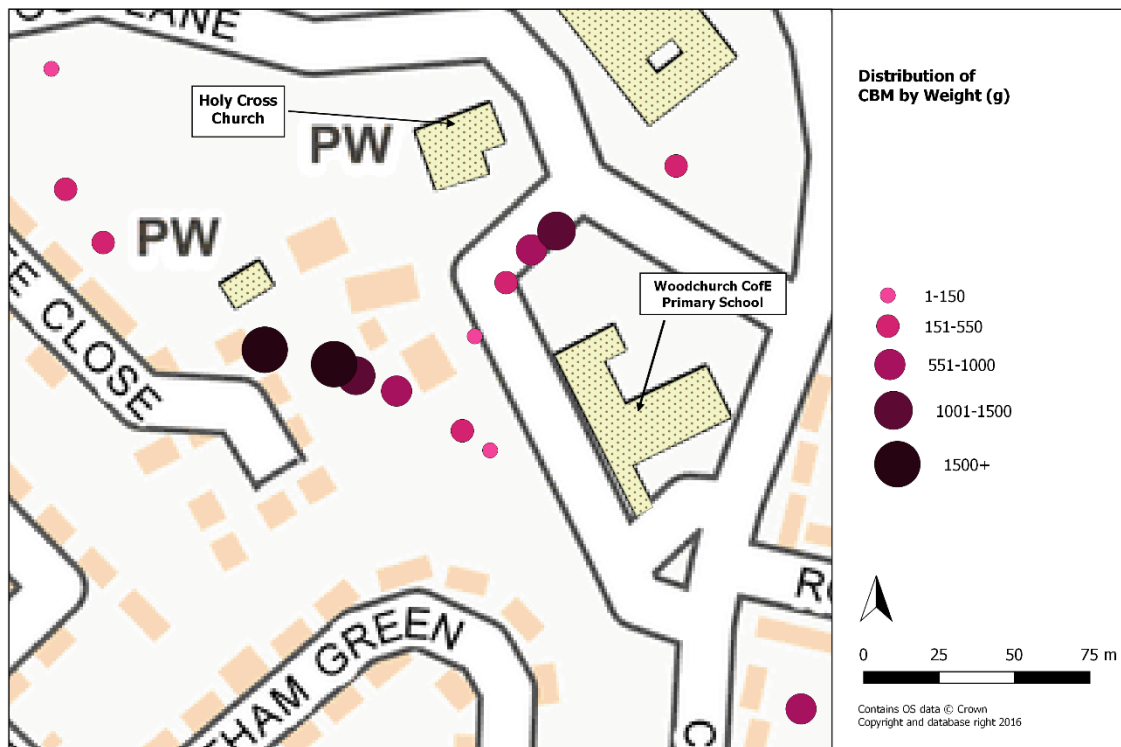 LANE
Holy Cross
Church
PW
PW
CLOSE
Woodchurch CofE
Primary School
HAM GREEN
Distribution of
CBM by Weight (g)
1-150
151-550
551-1000
1001-1500
1500+
0 25 50 75 m
Contains OS data © Crown
Copyright and database right 2016